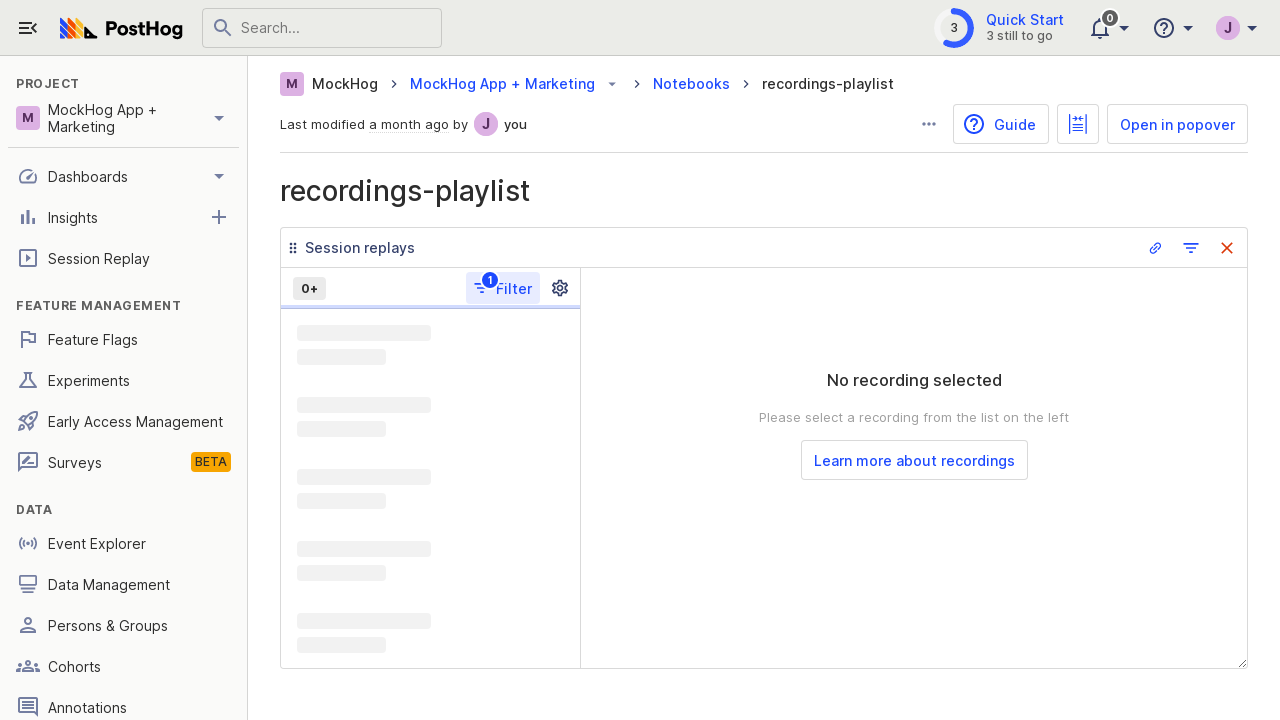 PostHog
Search...
3
Quick Start
3 still to go
0
J
PROJECT
M
MockHog App +
Marketing
Dashboards
Insights
Session Replay
FEATURE MANAGEMENT
Feature Flags
Experiments
Early Access Management
Surveys
BETA
DATA
Event Explorer
Data Management
Persons & Groups
Cohorts
Annotations
M MockHog MockHog App + Marketing Notebooks recordings-playlist
Last modified a month ago by J you
Guide
Open in popover
recordings-playlist
Session replays
0+
1
Filter
No recording selected
Please select a recording from the list on the left
Learn more about recordings